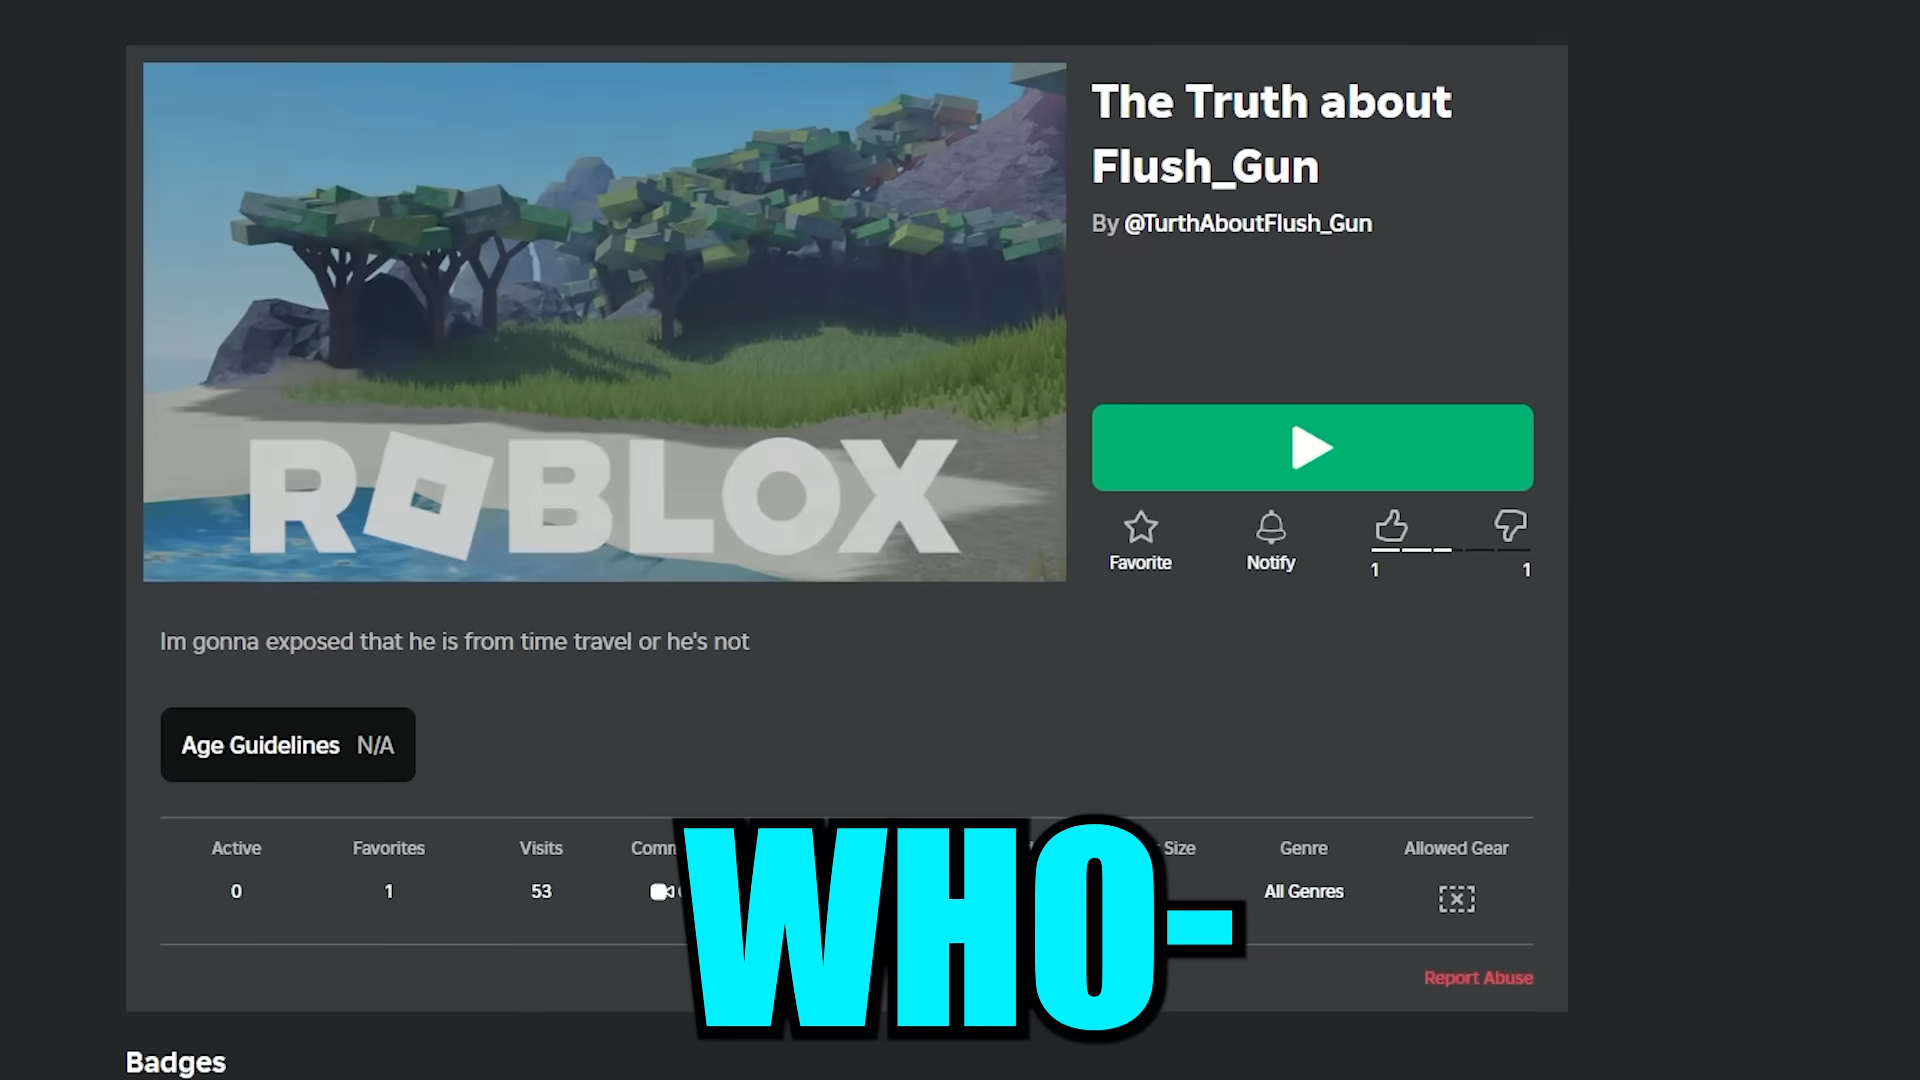 The Truth about
Flush_Gun
By @TurthAboutFlush_Gun
ROBLOX
Favorite
Notify
1
1
Im gonna exposed that he is from time travel or he's not
Age Guidelines N/A
Active Favorites Visits Size Genre Allowed Gear
0 1 53 All Genres
WHO-
Report Abuse
Badges